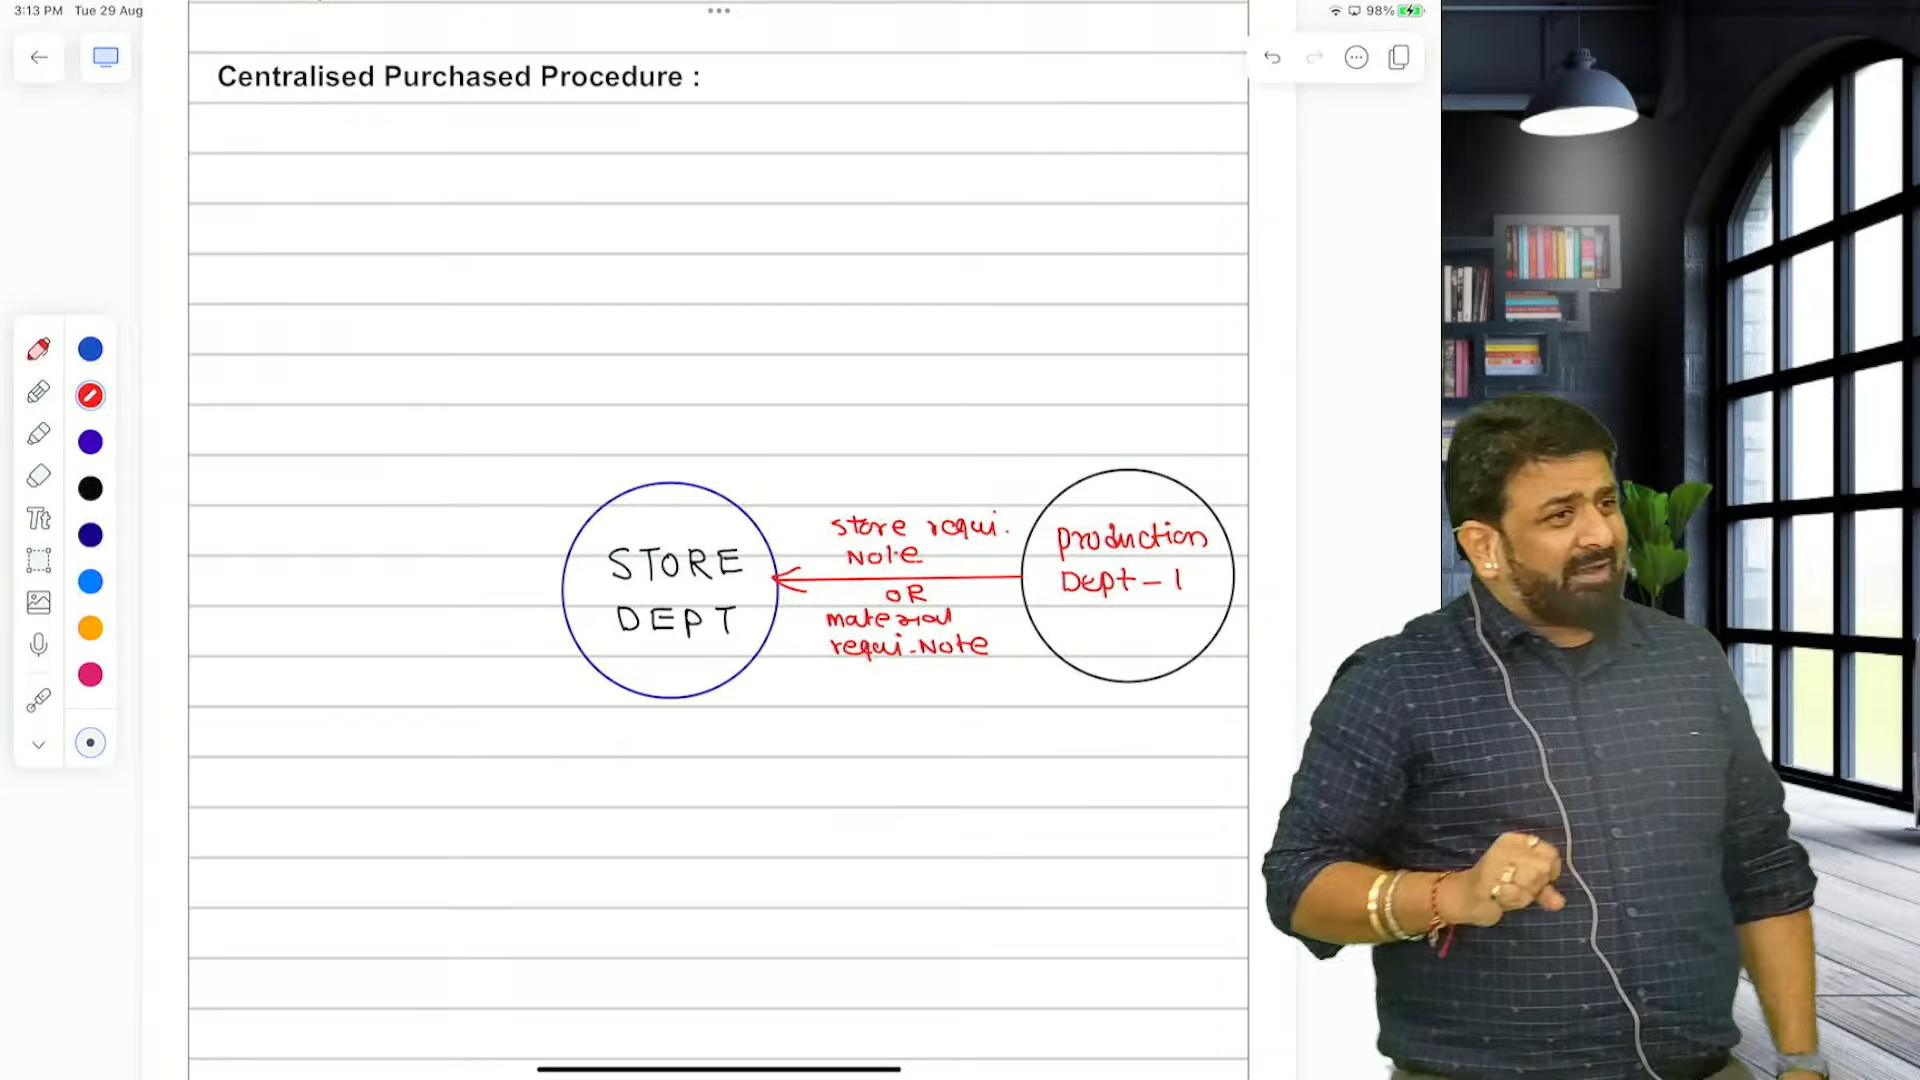 3:13 PM Tue 29 Aug
98%
Centralised Purchased Procedure :
Tt
STORE
DEPT
store requi.
Note
OR
material
requi. Note
production
Dept - 1